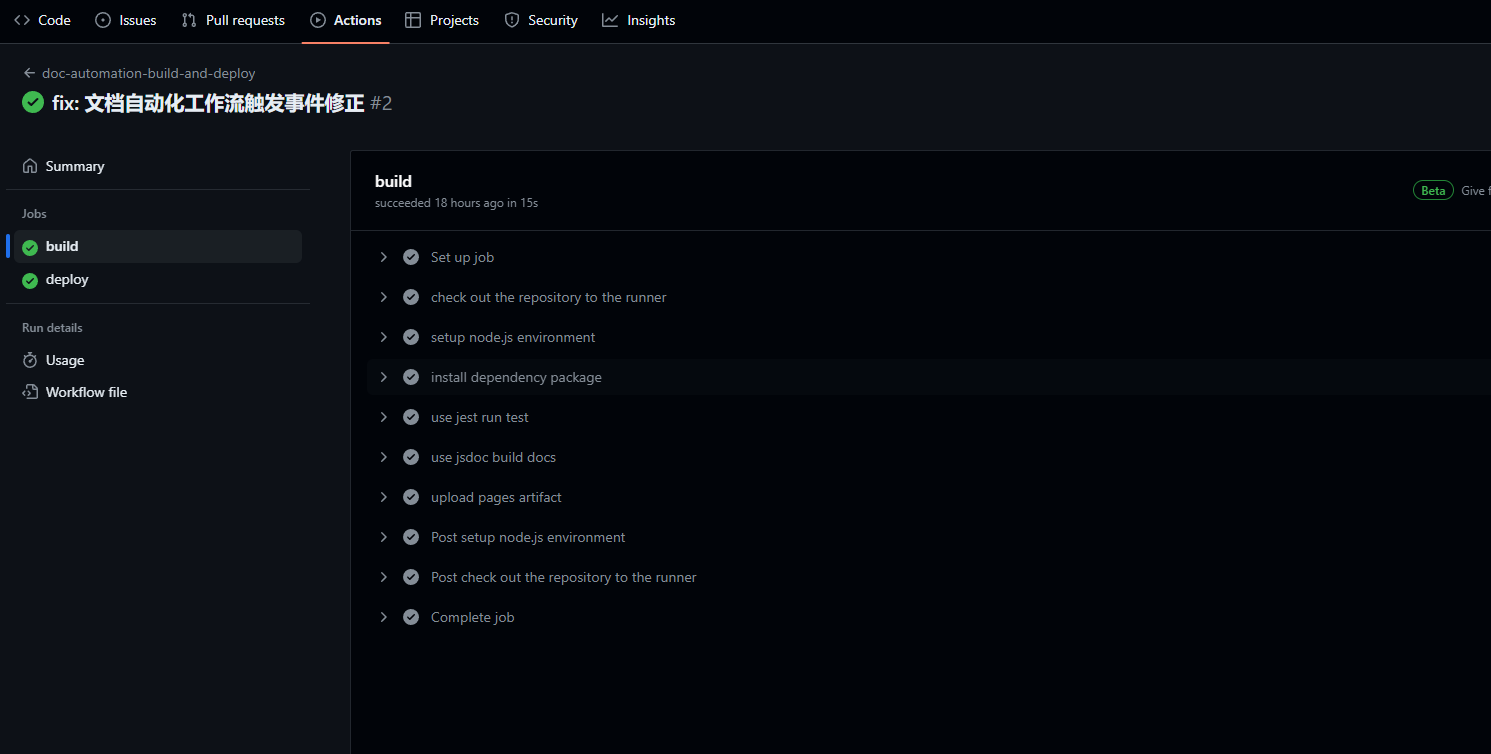 Code Issues Pull requests Actions Projects Security Insights
doc-automation-build-and-deploy
fix: 文档自动化工作流触发事件修正 #2
Summary
Jobs
build
deploy
Run details
Usage
Workflow file
build
succeeded 18 hours ago in 15s
Beta Give f
Set up job
check out the repository to the runner
setup node.js environment
install dependency package
use jest run test
use jsdoc build docs
upload pages artifact
Post setup node.js environment
Post check out the repository to the runner
Complete job